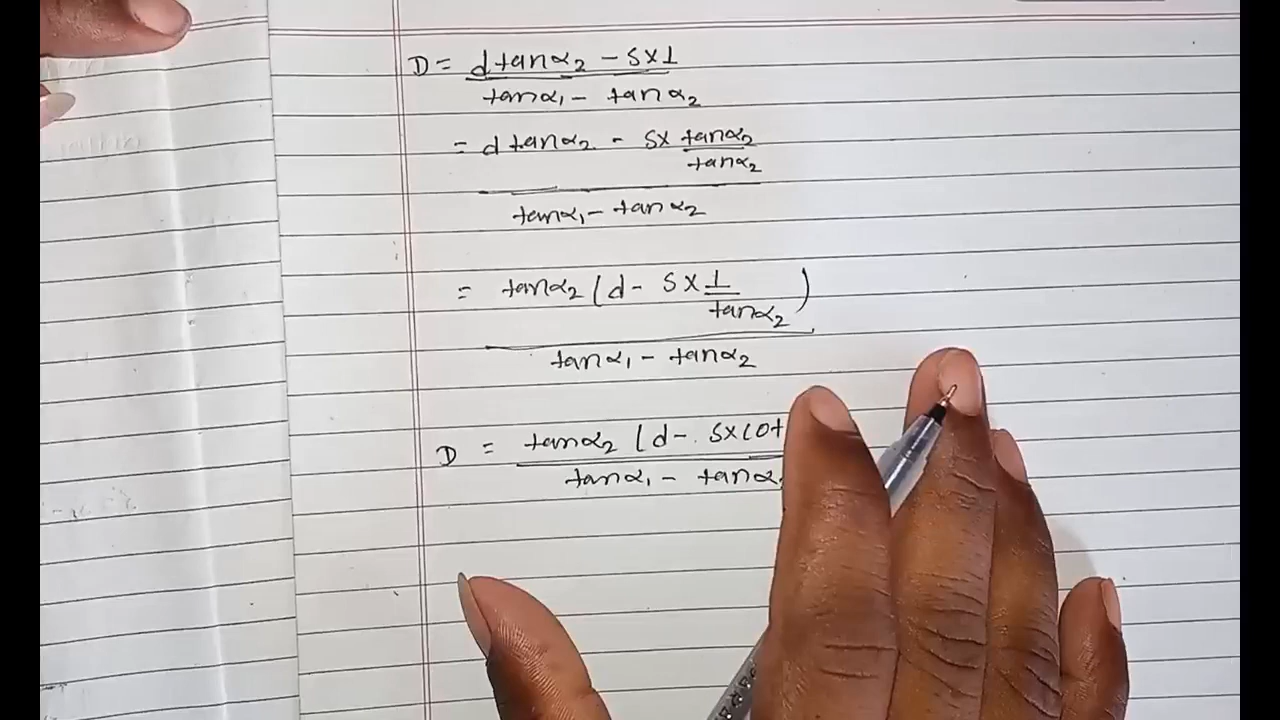 D = d tanα2 - S×1
tanα1 - tanα2
= d tanα2 - S× tanα2
tanα2
tanα1 - tanα2
= tanα2 (d - S×1 )
tanα2
tanα1 - tanα2
D = tanα2 (d - S×cot
tanα1 - tanα